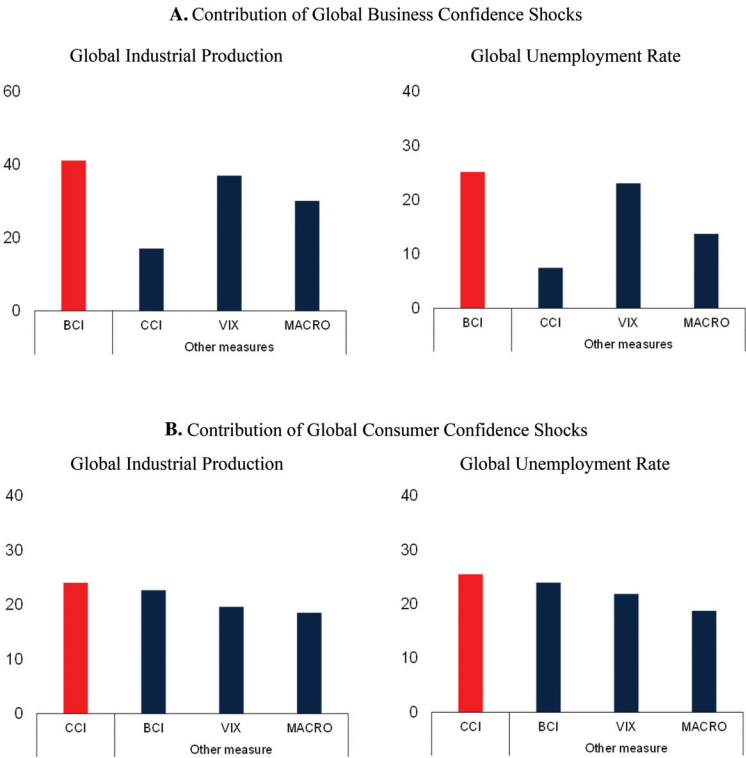 A. Contribution of Global Business Confidence Shocks
Global Industrial Production
60
40
20
0
BCI CCI VIX MACRO
Other measures
Global Unemployment Rate
40
30
20
10
0
BCI CCI VIX MACRO
Other measures
B. Contribution of Global Consumer Confidence Shocks
Global Industrial Production
40
30
20
10
0
CCI BCI VIX MACRO
Other measure
Global Unemployment Rate
40
30
20
10
0
CCI BCI VIX MACRO
Other measure